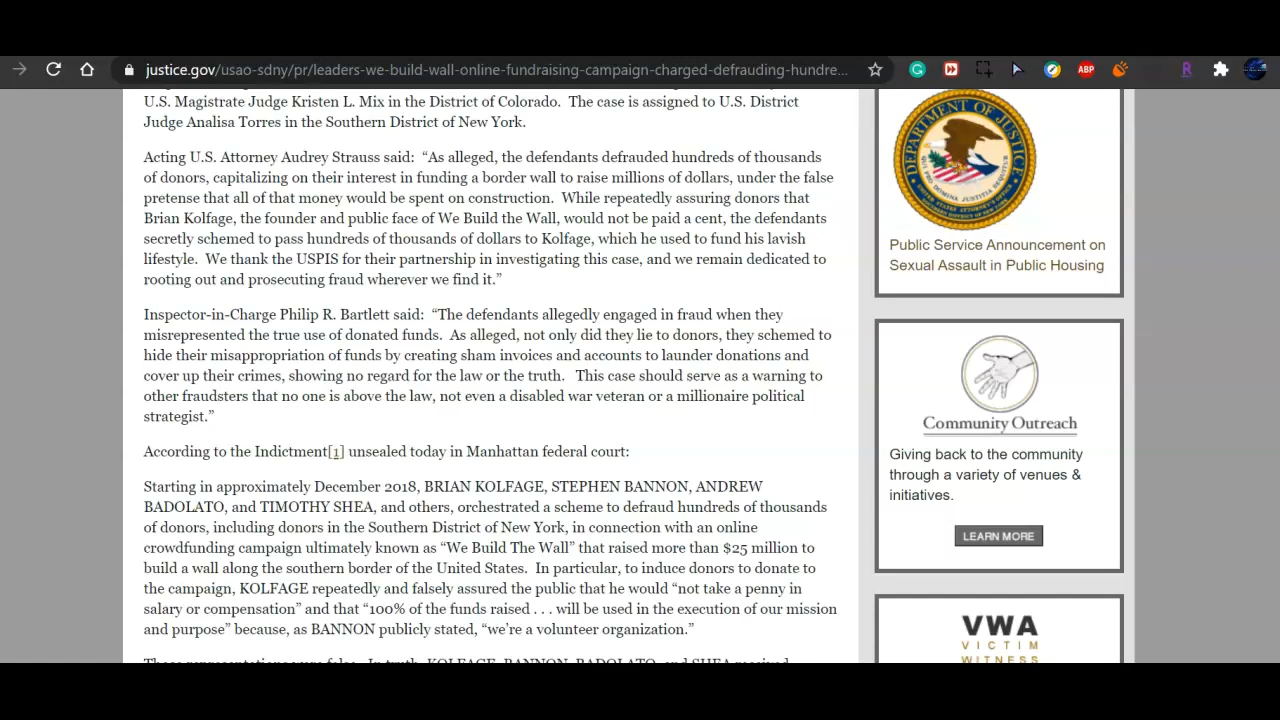 justice.gov/usao-sdny/pr/leaders-we-build-wall-online-fundraising-campaign-charged-defrauding-hundre...
ABP
R
U.S. Magistrate Judge Kristen L. Mix in the District of Colorado.  The case is assigned to U.S. District
Judge Analisa Torres in the Southern District of New York.
Acting U.S. Attorney Audrey Strauss said:  “As alleged, the defendants defrauded hundreds of thousands
of donors, capitalizing on their interest in funding a border wall to raise millions of dollars, under the false
pretense that all of that money would be spent on construction.  While repeatedly assuring donors that
Brian Kolfage, the founder and public face of We Build the Wall, would not be paid a cent, the defendants
secretly schemed to pass hundreds of thousands of dollars to Kolfage, which he used to fund his lavish
lifestyle.  We thank the USPIS for their partnership in investigating this case, and we remain dedicated to
rooting out and prosecuting fraud wherever we find it.”
Inspector-in-Charge Philip R. Bartlett said:  “The defendants allegedly engaged in fraud when they
misrepresented the true use of donated funds.  As alleged, not only did they lie to donors, they schemed to
hide their misappropriation of funds by creating sham invoices and accounts to launder donations and
cover up their crimes, showing no regard for the law or the truth.   This case should serve as a warning to
other fraudsters that no one is above the law, not even a disabled war veteran or a millionaire political
strategist.”
According to the Indictment[1] unsealed today in Manhattan federal court:
Starting in approximately December 2018, BRIAN KOLFAGE, STEPHEN BANNON, ANDREW
BADOLATO, and TIMOTHY SHEA, and others, orchestrated a scheme to defraud hundreds of thousands
of donors, including donors in the Southern District of New York, in connection with an online
crowdfunding campaign ultimately known as “We Build The Wall” that raised more than $25 million to
build a wall along the southern border of the United States.  In particular, to induce donors to donate to
the campaign, KOLFAGE repeatedly and falsely assured the public that he would “not take a penny in
salary or compensation” and that “100% of the funds raised . . . will be used in the execution of our mission
and purpose” because, as BANNON publicly stated, “we’re a volunteer organization.”
DEPARTMENT OF JUSTICE
Public Service Announcement on
Sexual Assault in Public Housing
Community Outreach
Giving back to the community
through a variety of venues &
initiatives.
LEARN MORE
VWA
VICTIM
WITNESS